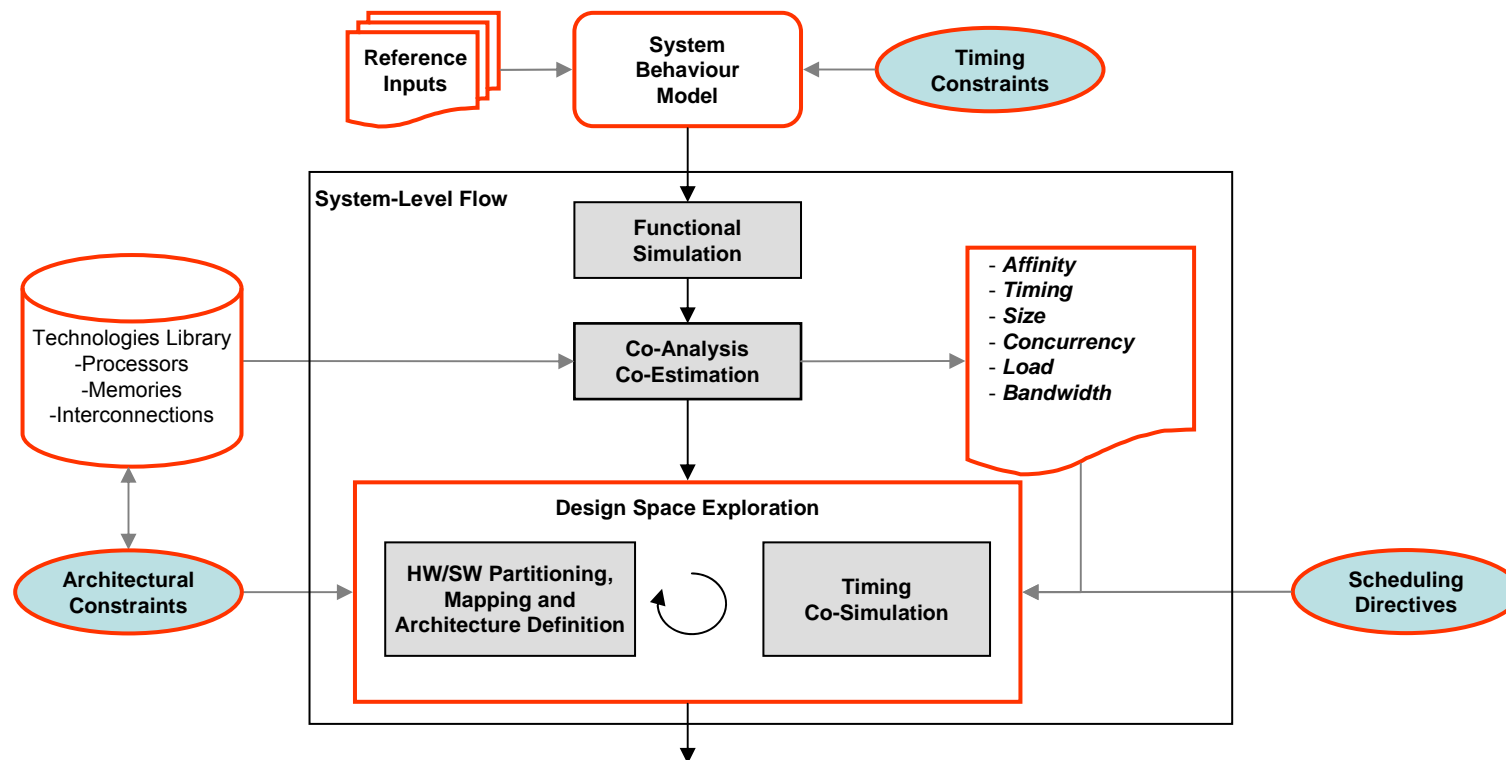 Reference
Inputs
System
Behaviour
Model
Timing
Constraints
System-Level Flow
Functional
Simulation
Technologies Library
-Processors
-Memories
-Interconnections
Co-Analysis
Co-Estimation
- Affinity
- Timing
- Size
- Concurrency
- Load
- Bandwidth
Design Space Exploration
Architectural
Constraints
HW/SW Partitioning,
Mapping and
Architecture Definition
Timing
Co-Simulation
Scheduling
Directives